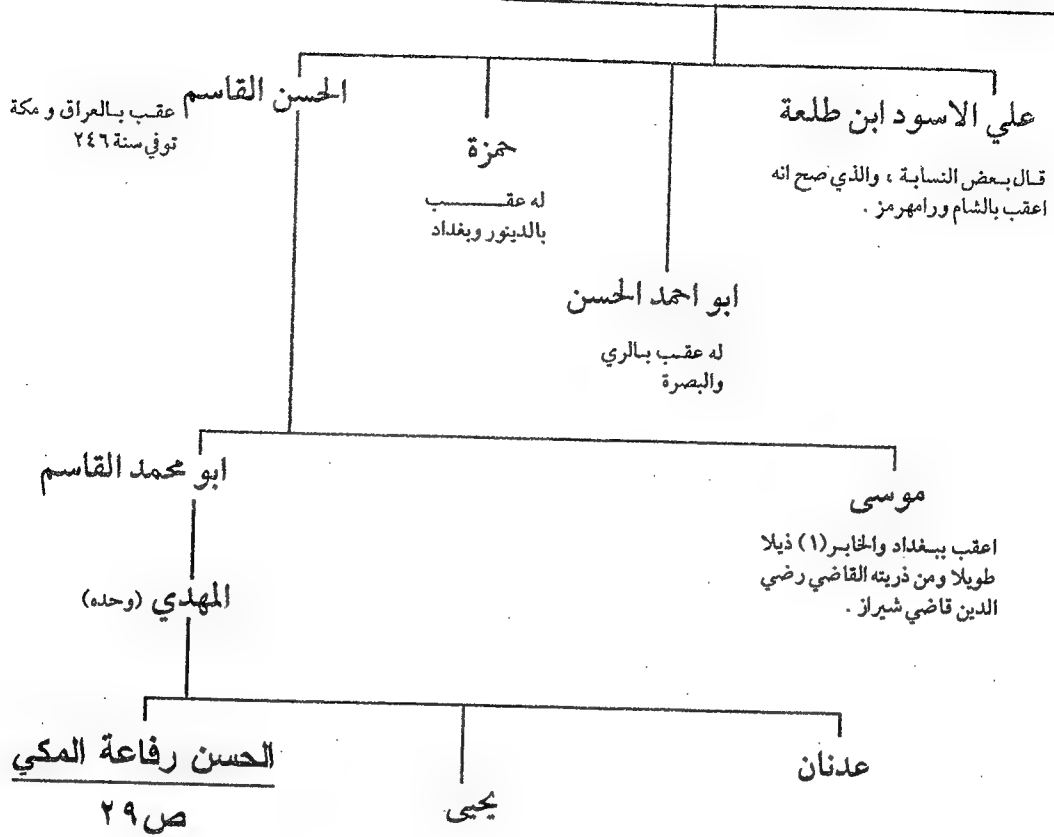 علي الاسود ابن طلعة
قال بعض النسابة ، والذي صح انه
اعقب بالشام ورامهرمز .
حمزة
له عقب
بالدينور وبغداد
الحسن القاسم
عقب بالعراق و مكة
توفي سنة ٢٤٦
ابو احمد الحسن
له عقب بالري
والبصرة
موسى
اعقب ببغداد والخابر (١) ذيلا
طويلا ومن ذريته القاضي رضي
الدين قاضي شيراز .
ابو محمد القاسم
المهدي (وحده)
عدنان
يحيى
الحسن رفاعة المكي
ص ٢٩